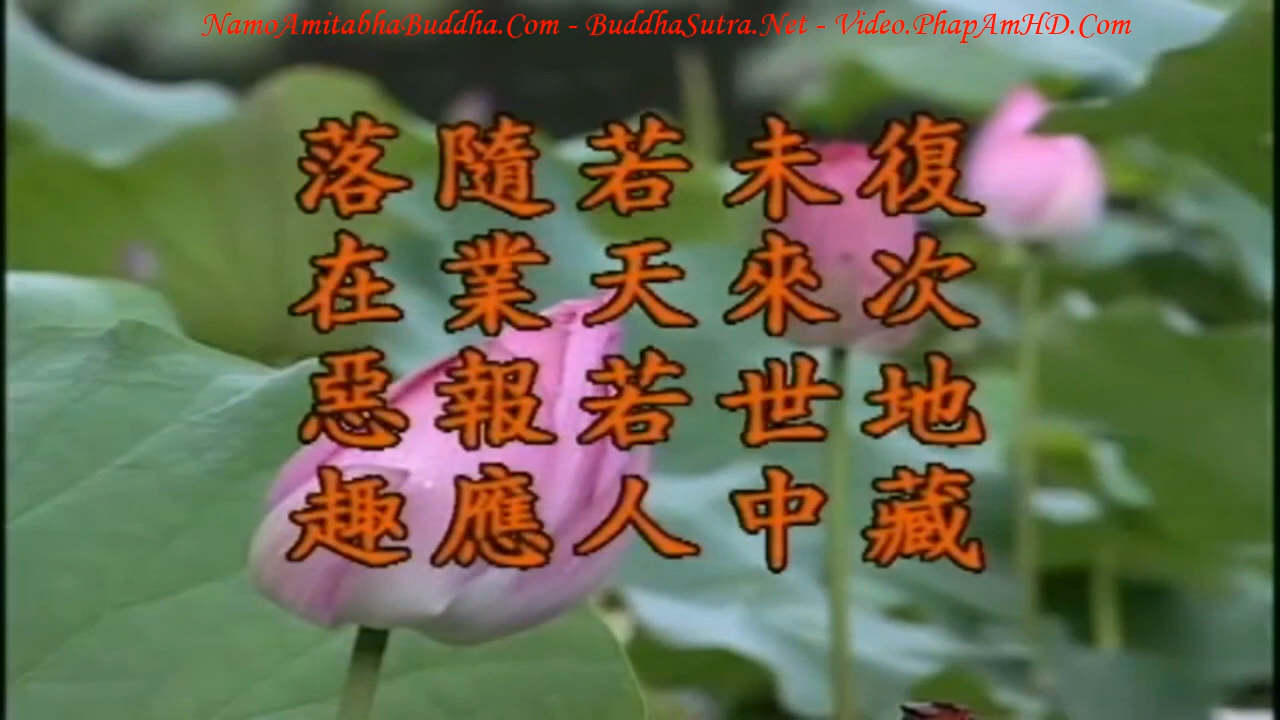 NamoAmitabhaBuddha.Com - BuddhaSutra.Net - Video.PhapAmHD.Com
復次地藏
未來世中
若天若人
隨業報應
落在惡趣